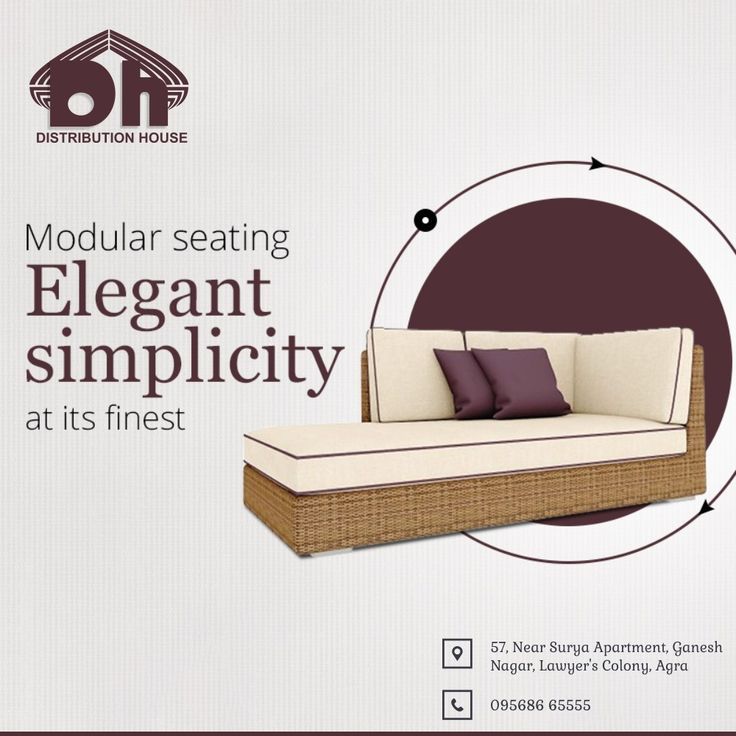 Dh
DISTRIBUTION HOUSE
Modular seating
Elegant
simplicity
at its finest
57, Near Surya Apartment, Ganesh
Nagar, Lawyer's Colony, Agra
095686 65555